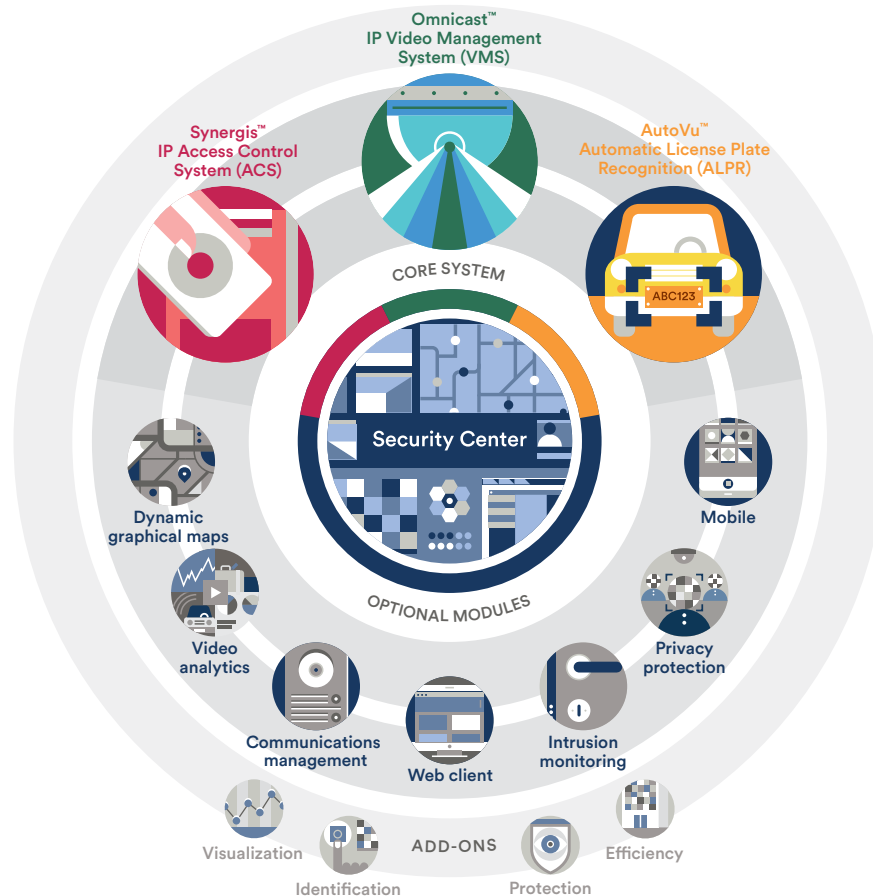 Omnicast™
IP Video Management
System (VMS)
Synergis™
IP Access Control
System (ACS)
AutoVu™
Automatic License Plate
Recognition (ALPR)
ABC123
CORE SYSTEM
Security Center
OPTIONAL MODULES
Dynamic
graphical maps
Mobile
Video
analytics
Privacy
protection
Communications
management
Web client
Intrusion
monitoring
ADD-ONS
Visualization
Identification
Protection
Efficiency